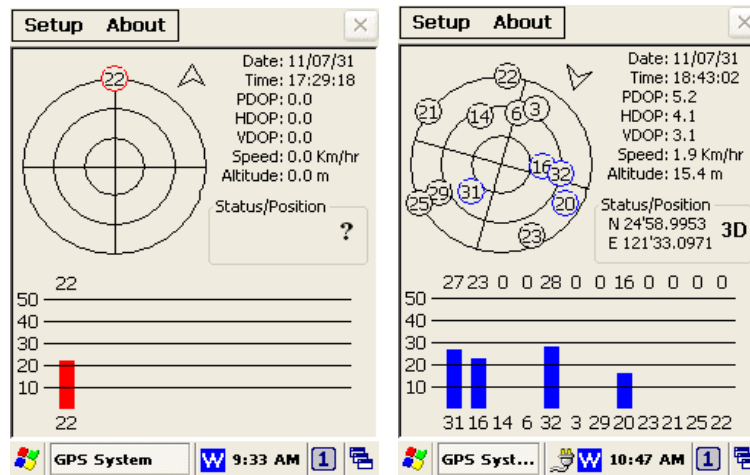 Setup About
Date: 11/07/31
Time: 17:29:18
PDOP: 0.0
HDOP: 0.0
VDOP: 0.0
Speed: 0.0 Km/hr
Altitude: 0.0 m
22
Status/Position
?
22
50
40
30
20
10
22
GPS System W 9:33 AM 1
Setup About
Date: 11/07/31
Time: 18:43:02
PDOP: 5.2
HDOP: 4.1
VDOP: 3.1
Speed: 1.9 Km/hr
Altitude: 15.4 m
22
21 14 6 3
16 32
31 29 25 20
23
Status/Position
N 24'58.9953
E 121'33.0971
3D
27 23 0 0 28 0 0 16 0 0 0 0
50
40
30
20
10
31 16 14 6 32 3 29 20 23 21 25 22
GPS Syst... W 10:47 AM 1